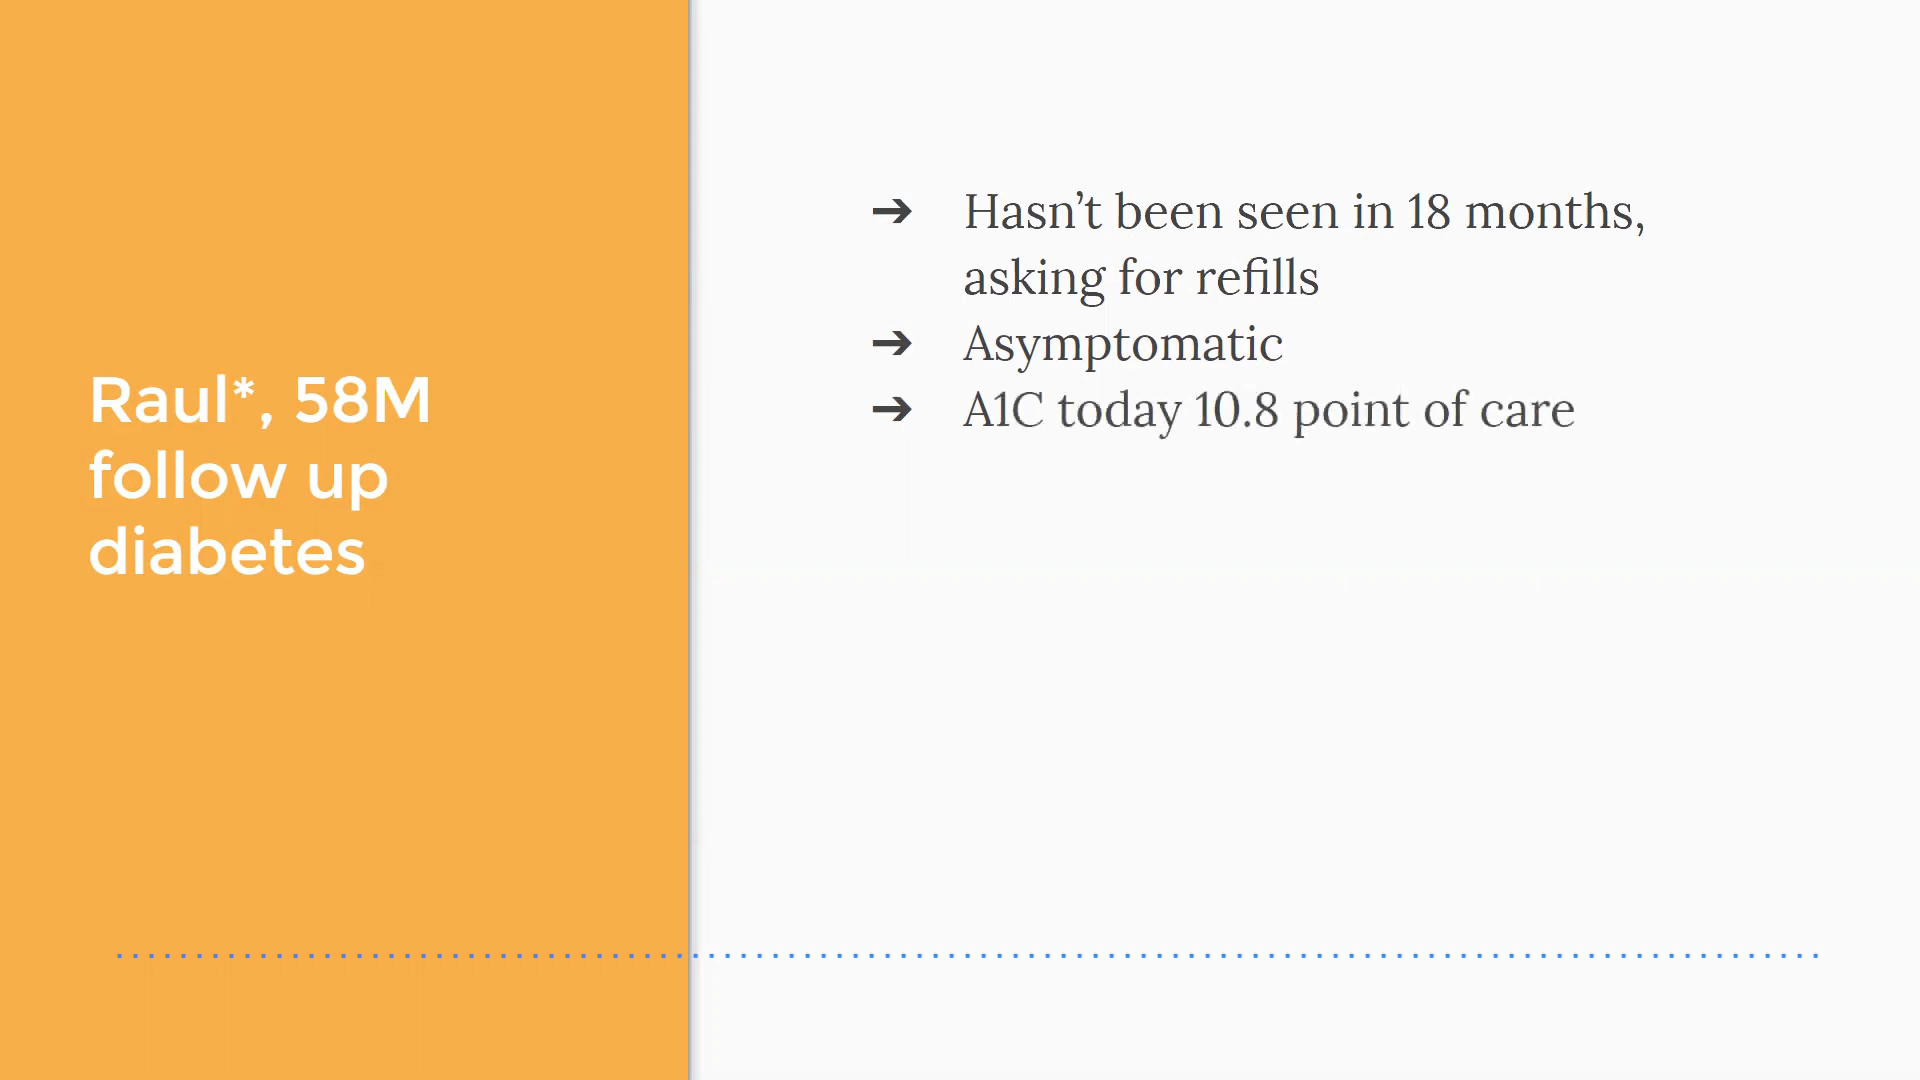 Raul*, 58M
follow up
diabetes
➔ Hasn’t been seen in 18 months,
asking for refills
➔ Asymptomatic
➔ A1C today 10.8 point of care